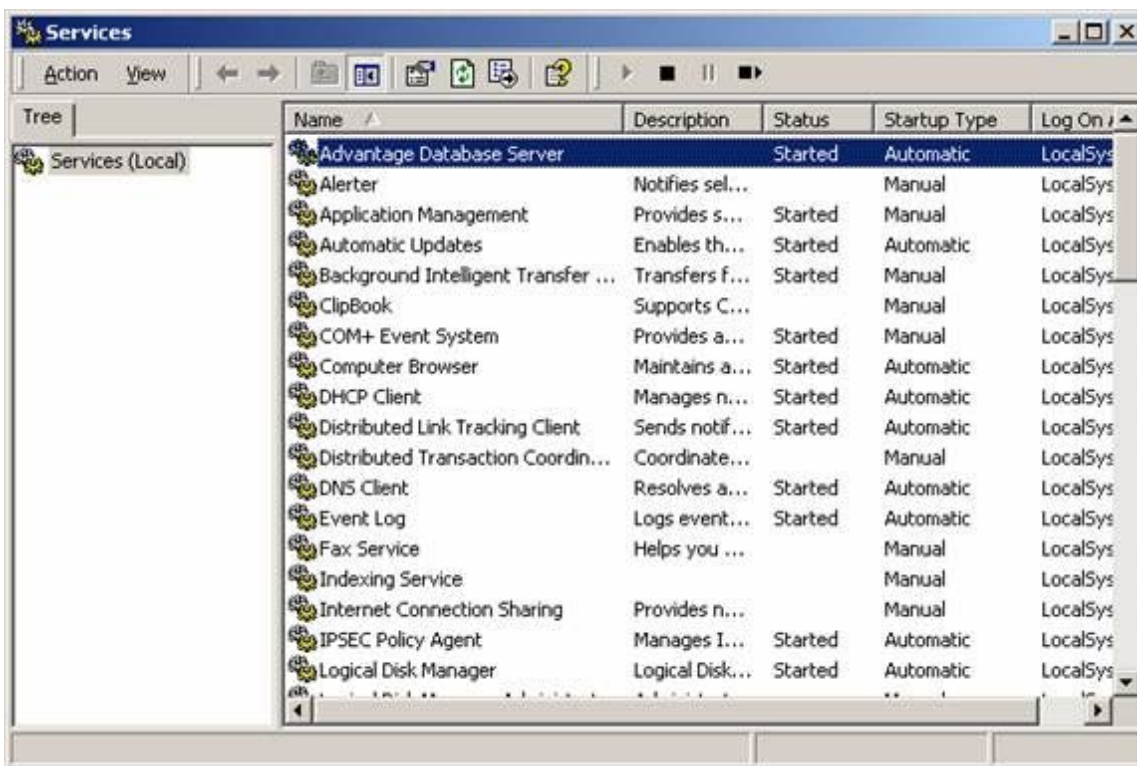 Services
Action View
Tree
Name Description Status Startup Type Log On
Services (Local)
Advantage Database Server Started Automatic LocalSys
Alerter Notifies sel... Manual LocalSys
Application Management Provides s... Started Manual LocalSys
Automatic Updates Enables th... Started Automatic LocalSys
Background Intelligent Transfer ... Transfers f... Started Manual LocalSys
ClipBook Supports C... Manual LocalSys
COM+ Event System Provides a... Started Manual LocalSys
Computer Browser Maintains a... Started Automatic LocalSys
DHCP Client Manages n... Started Automatic LocalSys
Distributed Link Tracking Client Sends notif... Started Automatic LocalSys
Distributed Transaction Coordin... Coordinate... Manual LocalSys
DNS Client Resolves a... Started Automatic LocalSys
Event Log Logs event... Started Automatic LocalSys
Fax Service Helps you ... Manual LocalSys
Indexing Service Manual LocalSys
Internet Connection Sharing Provides n... Manual LocalSys
IPSEC Policy Agent Manages I... Started Automatic LocalSys
Logical Disk Manager Logical Disk... Started Automatic LocalSys